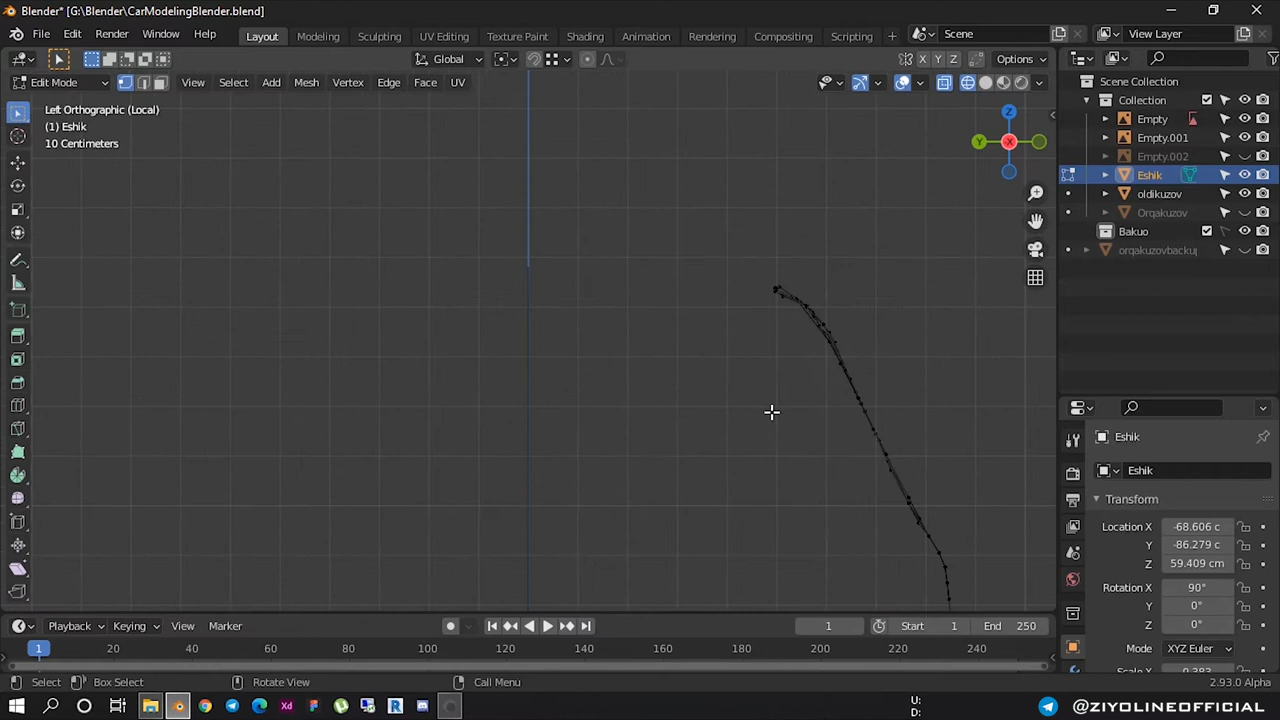 Blender* [G:\Blender\CarModelingBlender.blend]
File Edit Render Window Help Layout Modeling Sculpting UV Editing Texture Paint Shading Animation Rendering Compositing Scripting + Scene View Layer
Global Options
X Y Z
Edit Mode View Select Add Mesh Vertex Edge Face UV
Left Orthographic (Local)
(1) Eshik
10 Centimeters
Z
Y X
Scene Collection
Collection
Empty
Empty.001
Empty.002
Eshik
oldikuzov
Orqakuzov
Bakuo
orqakuzovbackup
Eshik
Eshik
Transform
Location X -68.606 c
Y -86.279 c
Z 59.409 cm
Rotation X 90°
Y 0°
Z 0°
Mode XYZ Euler
Scale X 0.383
Playback Keying View Marker 1 Start 1 End 250
1 20 40 60 80 100 120 140 160 180 200 220 240
Select Box Select Rotate View Call Menu 2.93.0 Alpha
U:
D:
@ZIYOLINEOFFICIAL